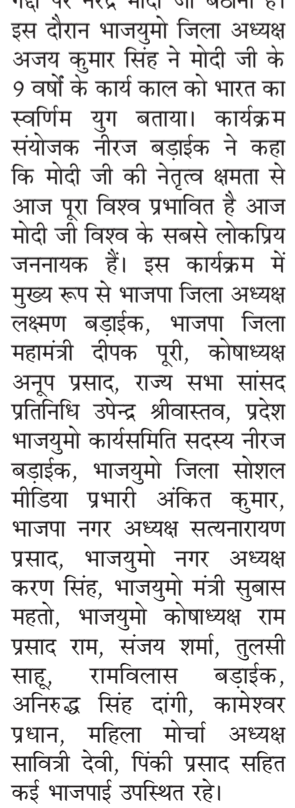 पर नरेंद्र मोदी जी
इस दौरान भाजयुमो जिला अध्यक्ष
अजय कुमार सिंह ने मोदी जी के
9 वर्षों के कार्य काल को भारत का
स्वर्णिम युग बताया। कार्यक्रम
संयोजक नीरज बड़ाईक ने कहा
कि मोदी जी की नेतृत्व क्षमता से
आज पूरा विश्व प्रभावित है आज
मोदी जी विश्व के सबसे लोकप्रिय
जननायक हैं। इस कार्यक्रम में
मुख्य रूप से भाजपा जिला अध्यक्ष
लक्ष्मण बड़ाईक, भाजपा जिला
महामंत्री दीपक पूरी, कोषाध्यक्ष
अनूप प्रसाद, राज्य सभा सांसद
प्रतिनिधि उपेन्द्र श्रीवास्तव, प्रदेश
भाजयुमो कार्यसमिति सदस्य नीरज
बड़ाईक, भाजयुमो जिला सोशल
मीडिया प्रभारी अंकित कुमार,
भाजपा नगर अध्यक्ष सत्यनारायण
प्रसाद, भाजयुमो नगर अध्यक्ष
करण सिंह, भाजयुमो मंत्री सुबास
महतो, भाजयुमो कोषाध्यक्ष राम
प्रसाद राम, संजय शर्मा, तुलसी
साहू, रामविलास बड़ाईक,
अनिरुद्ध सिंह दांगी, कामेश्वर
प्रधान, महिला मोर्चा अध्यक्ष
सावित्री देवी, पिंकी प्रसाद सहित
कई भाजपाई उपस्थित रहे।